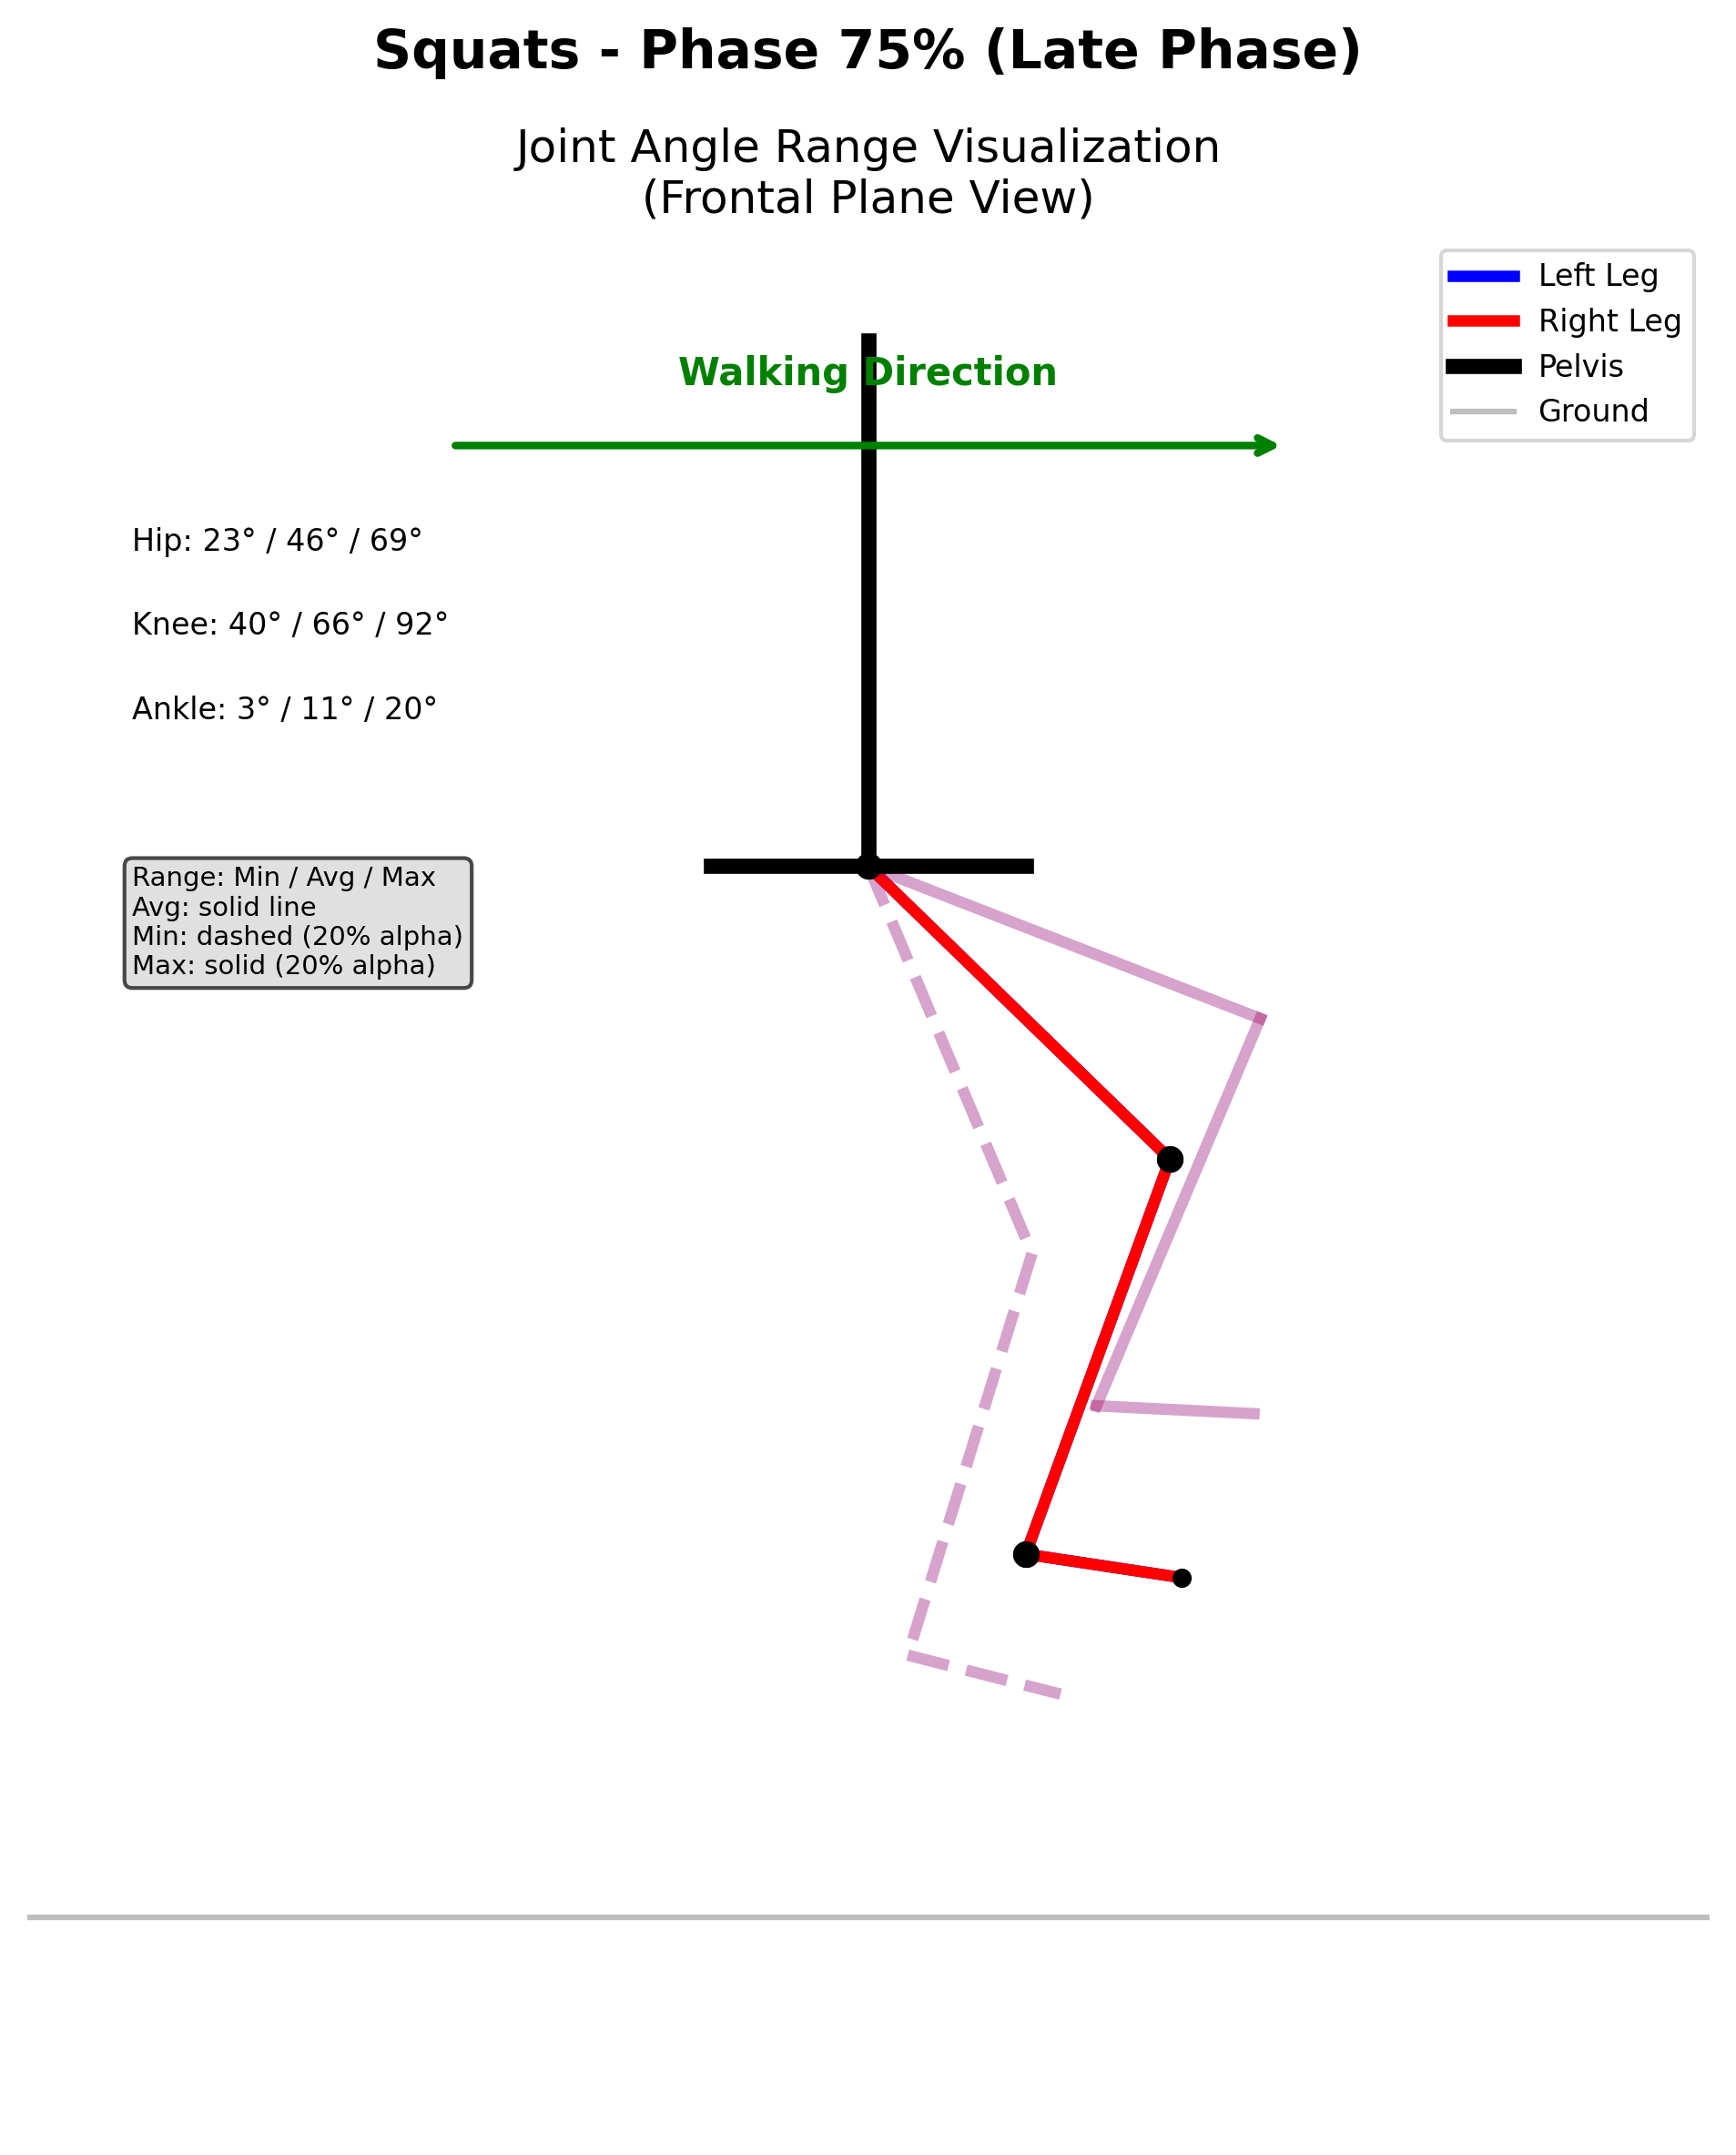 Squats - Phase 75% (Late Phase)
Joint Angle Range Visualization
(Frontal Plane View)
Left Leg
Right Leg
Pelvis
Ground
Walking Direction
Hip: 23° / 46° / 69°
Knee: 40° / 66° / 92°
Ankle: 3° / 11° / 20°
Range: Min / Avg / Max
Avg: solid line
Min: dashed (20% alpha)
Max: solid (20% alpha)